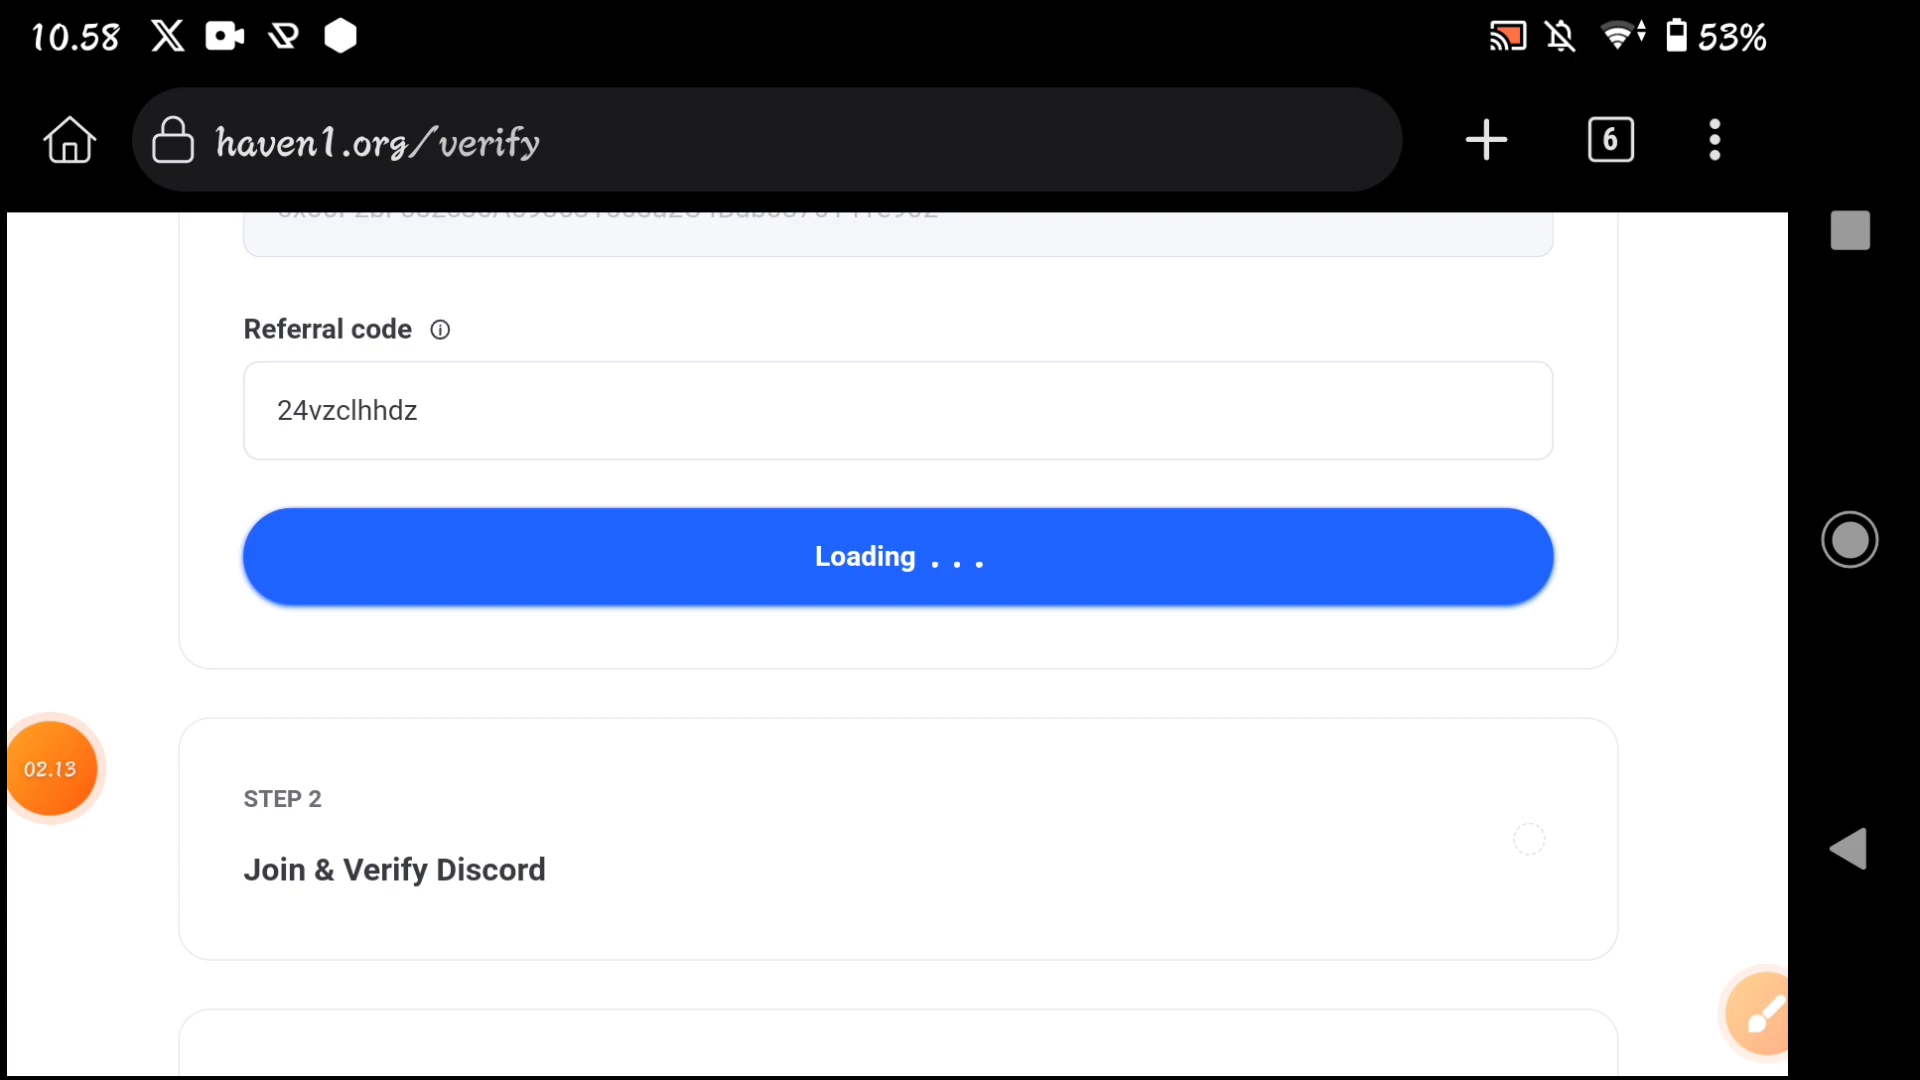 10.58
53%
haven1.org/verify
6
Referral code
24vzclhhdz
Loading . . .
02.13
STEP 2
Join & Verify Discord